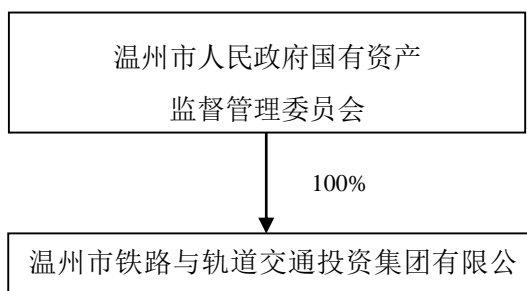 温州市人民政府国有资产
监督管理委员会
100%
温州市铁路与轨道交通投资集团有限公